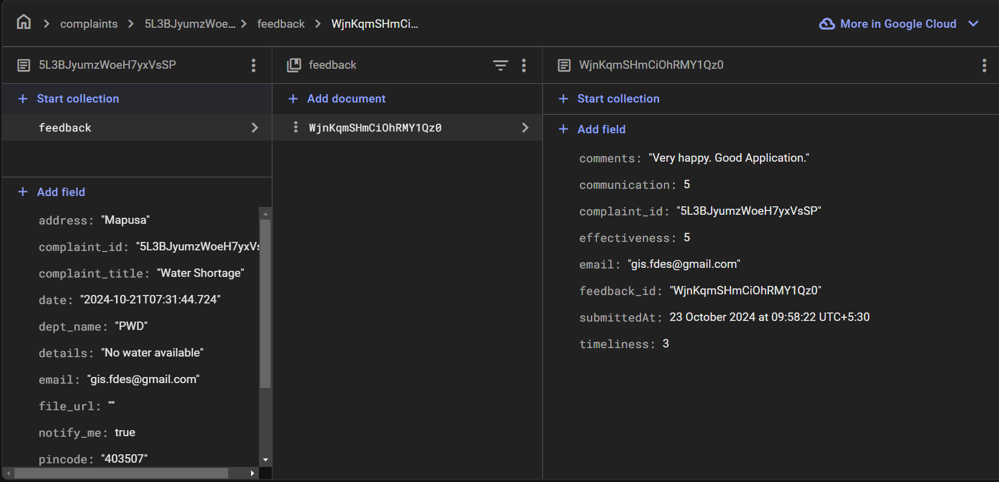 complaints
5L3BJyumzWoe...
feedback
WjnKqmSHmCi...
More in Google Cloud
5L3BJyumzWoeH7yxVsSP
Start collection
feedback
Add field
address: "Mapusa"
complaint_id: "5L3BJyumzWoeH7yxVs
complaint_title: "Water Shortage"
date: "2024-10-21T07:31:44.724"
dept_name: "PWD"
details: "No water available"
email: "gis.fdes@gmail.com"
file_url: ""
notify_me: true
pincode: "403507"
feedback
Add document
WjnKqmSHmCiOhRMY1Qz0
WjnKqmSHmCiOhRMY1Qz0
Start collection
Add field
comments: "Very happy. Good Application."
communication: 5
complaint_id: "5L3BJyumzWoeH7yxVsSP"
effectiveness: 5
email: "gis.fdes@gmail.com"
feedback_id: "WjnKqmSHmCiOhRMY1Qz0"
submittedAt: 23 October 2024 at 09:58:22 UTC+5:30
timeliness: 3